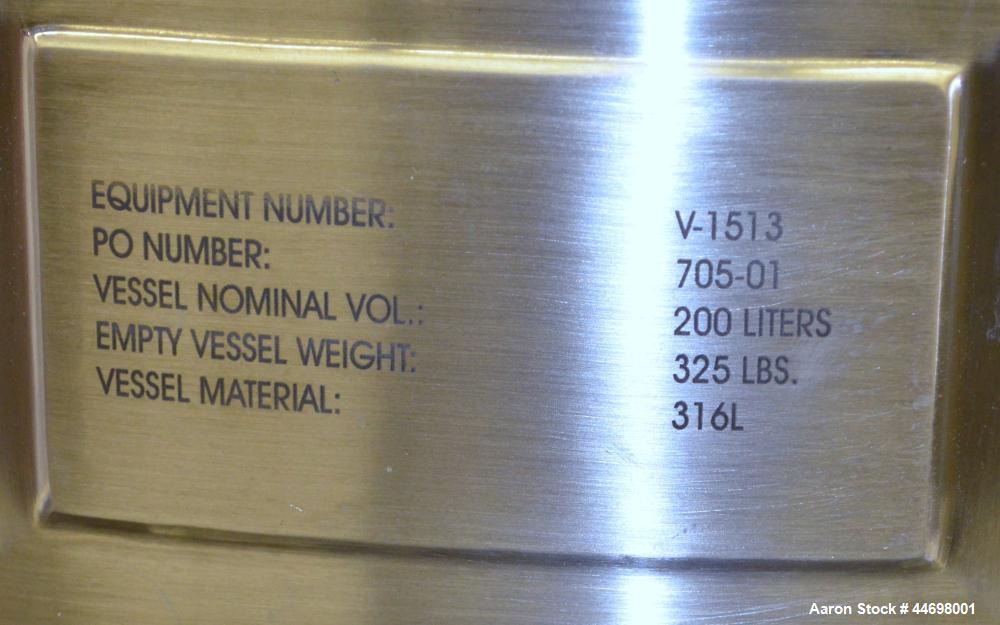 EQUIPMENT NUMBER: V-1513
PO NUMBER: 705-01
VESSEL NOMINAL VOL.: 200 LITERS
EMPTY VESSEL WEIGHT: 325 LBS.
VESSEL MATERIAL: 316L
Aaron Stock # 44698001